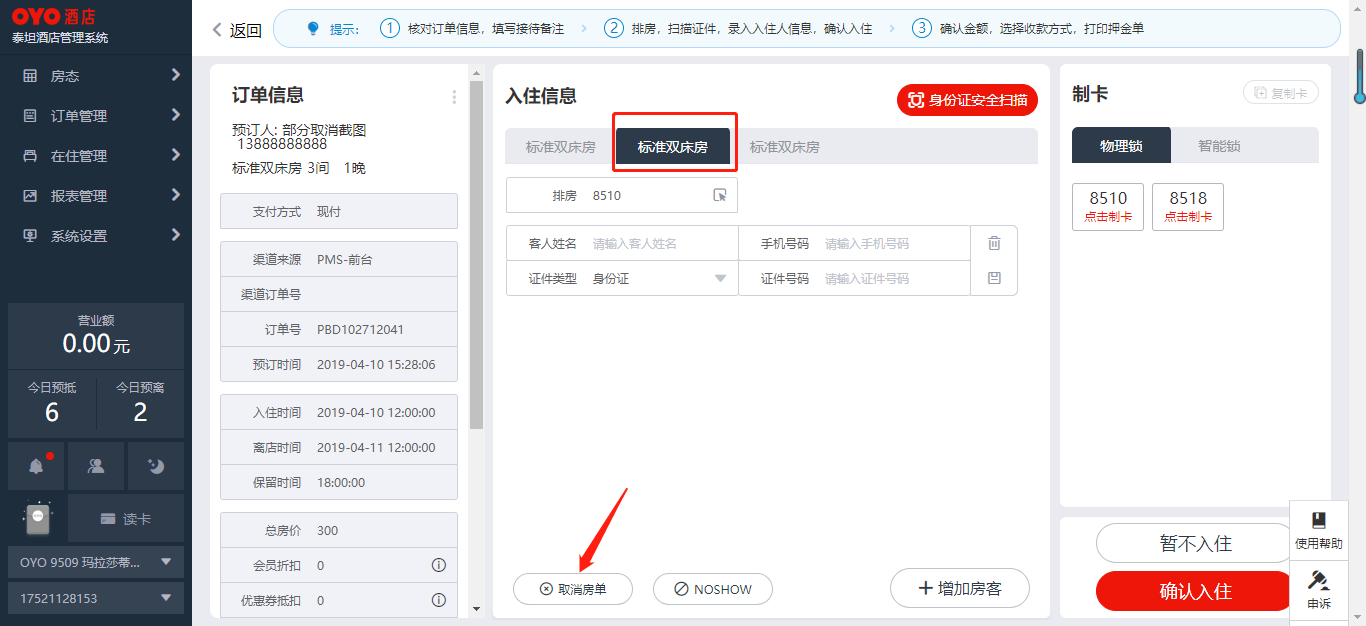 OYO 酒店
泰坦酒店管理系统
房态
订单管理
在住管理
报表管理
系统设置
营业额
0.00元
今日预抵
6
今日预离
2
读卡
OYO 9509 玛拉莎蒂...
17521128153
返回
提示:
1 核对订单信息，填写接待备注
2 排房，扫描证件，录入入住人信息，确认入住
3 确认金额，选择收款方式，打印押金单
订单信息
预订人: 部分取消截图
13888888888
标准双床房 3间 1晚
支付方式 现付
渠道来源 PMS-前台
渠道订单号
订单号 PBD102712041
预订时间 2019-04-10 15:28:06
入住时间 2019-04-10 12:00:00
离店时间 2019-04-11 12:00:00
保留时间 18:00:00
总房价 300
会员折扣 0
优惠券抵扣 0
入住信息
身份证安全扫描
标准双床房 标准双床房 标准双床房
排房 8510
客人姓名 请输入客人姓名 手机号码 请输入手机号码
证件类型 身份证 证件号码 请输入证件号码
取消房单
NOSHOW
增加房客
制卡
复制卡
物理锁 智能锁
8510
点击制卡
8518
点击制卡
暂不入住
确认入住
使用帮助
申诉